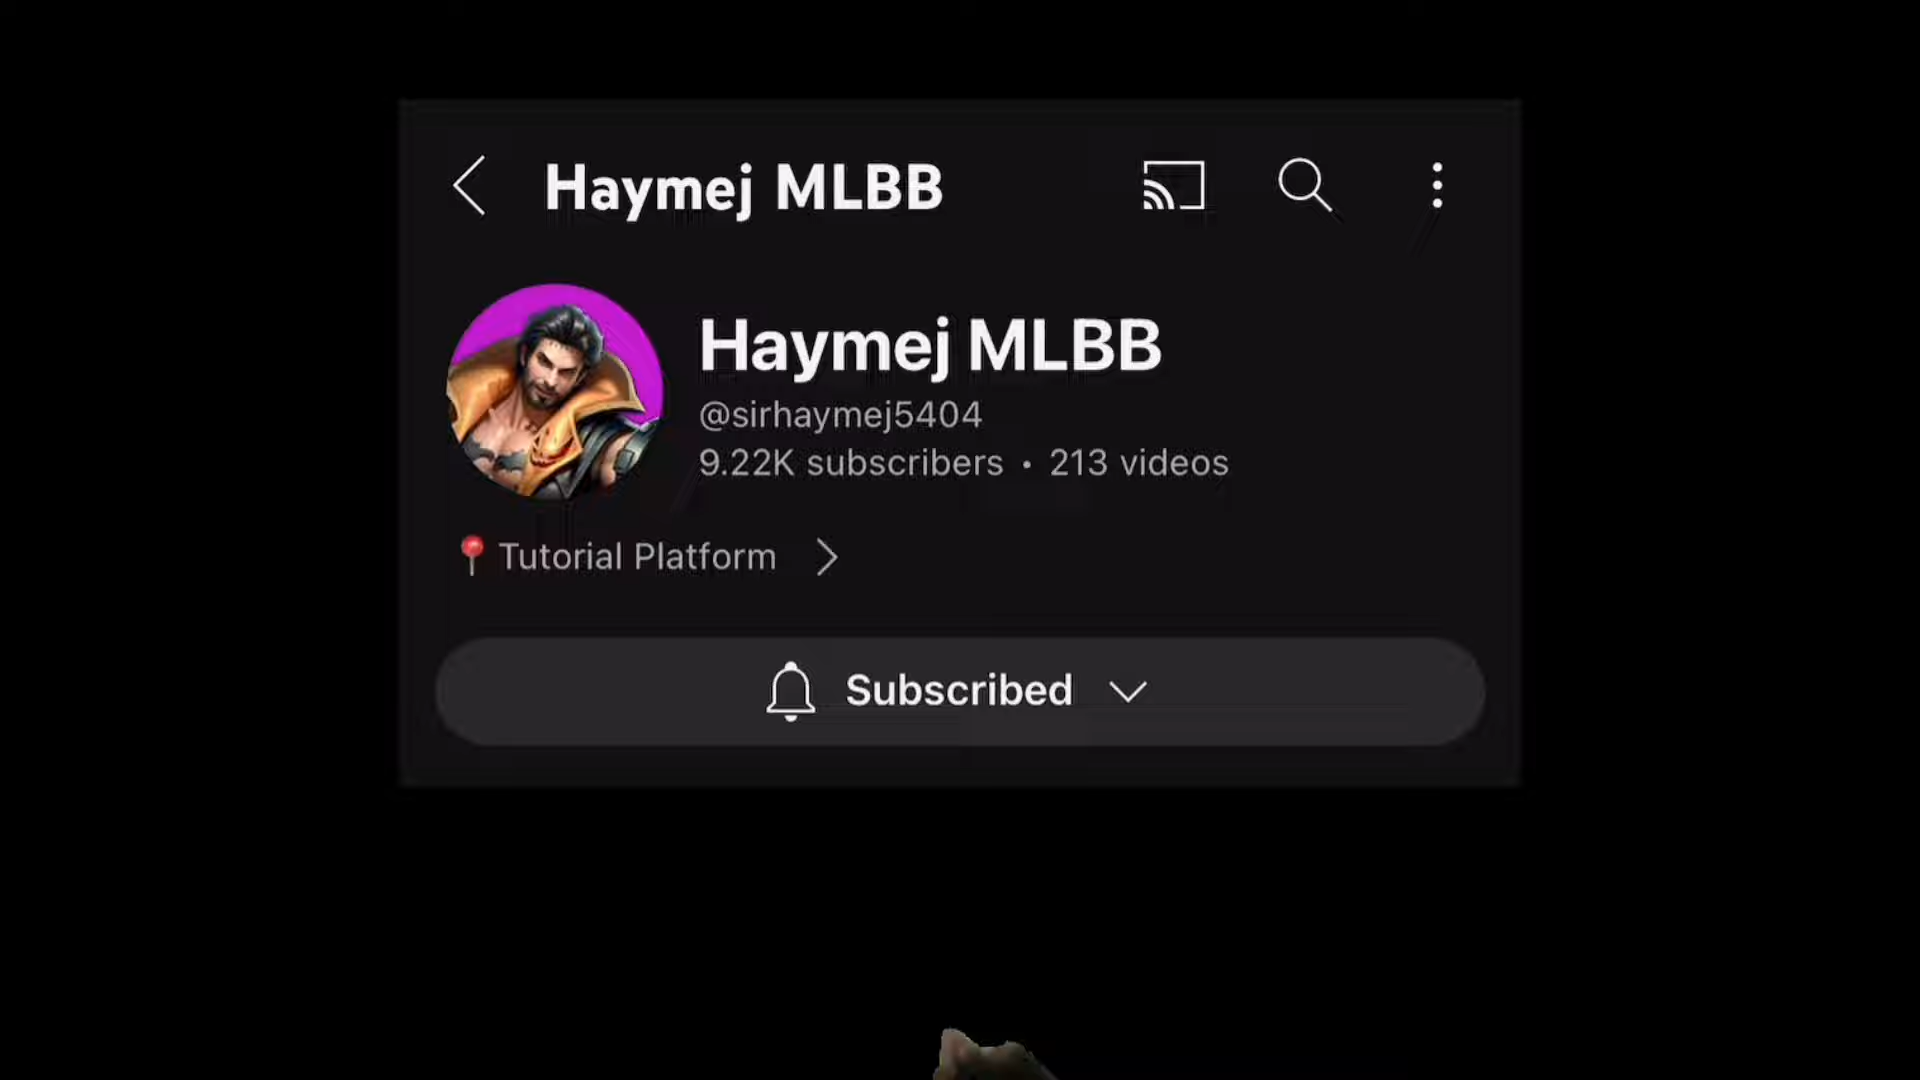 Haymej MLBB
Haymej MLBB
@sirhaymej5404
9.22K subscribers • 213 videos
Tutorial Platform
Subscribed